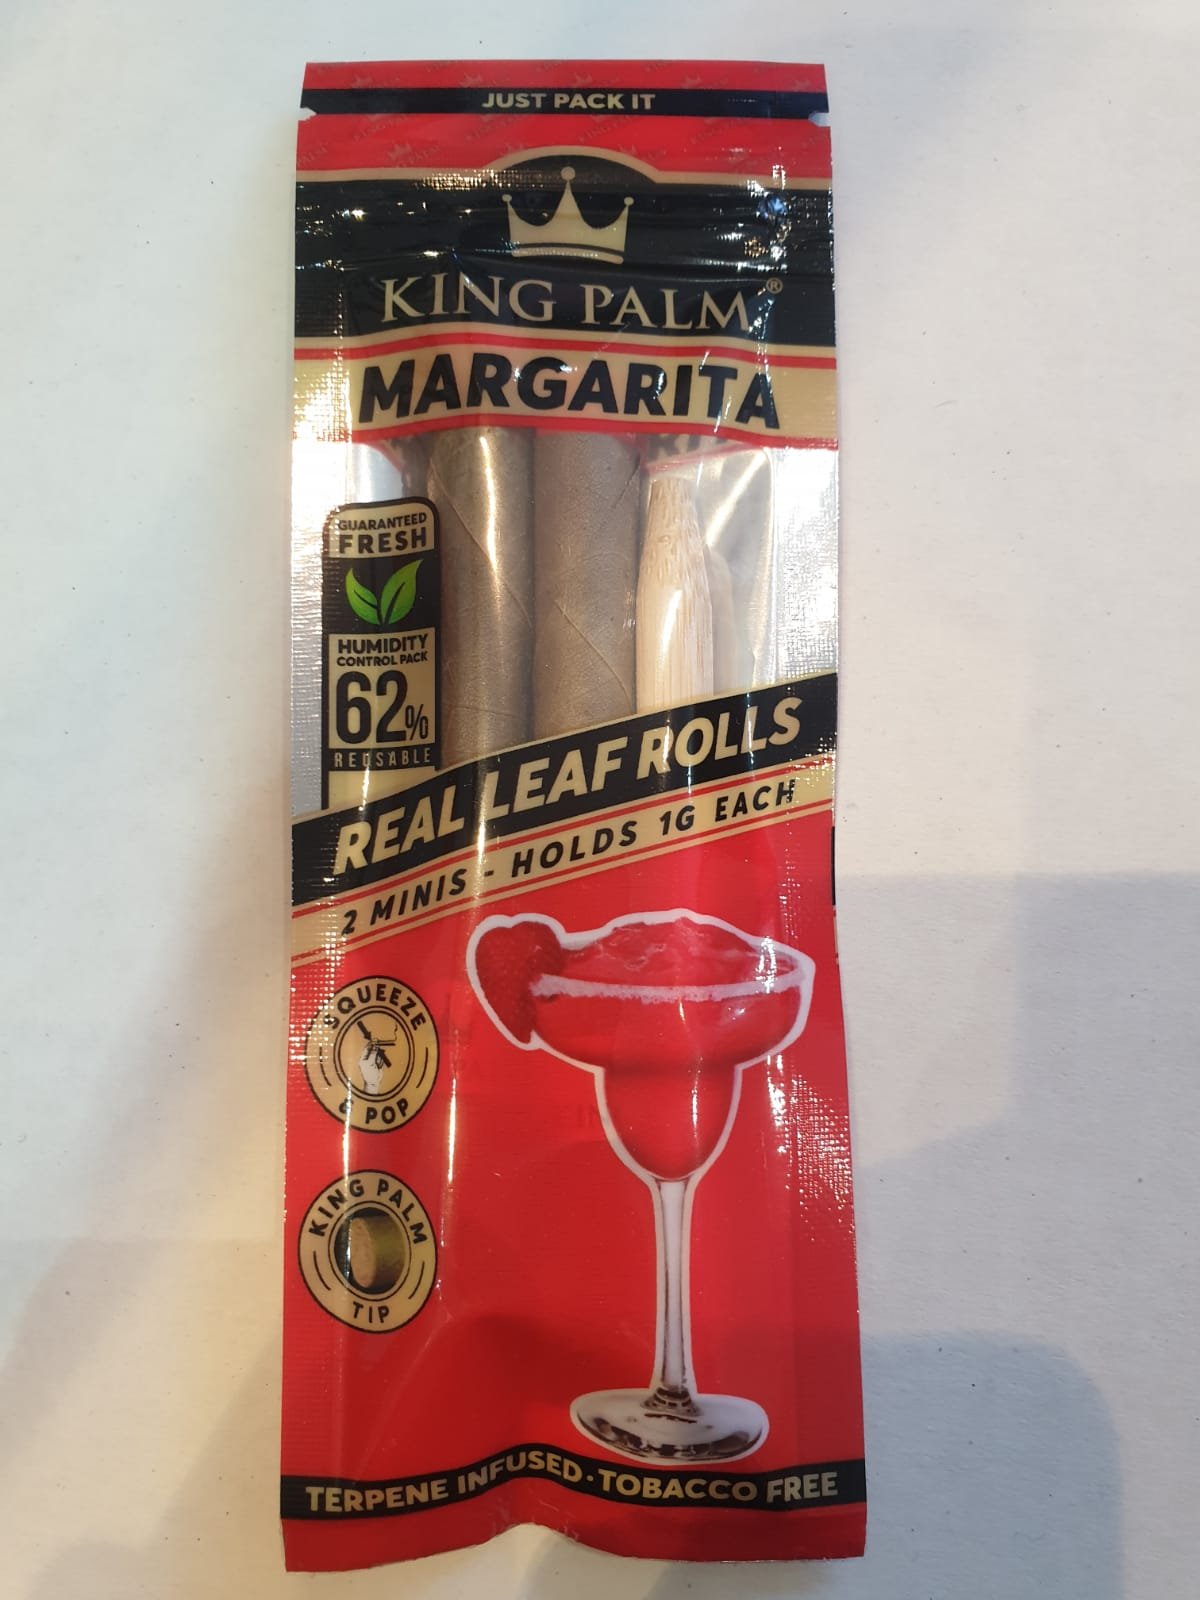 JUST PACK IT
KING PALM®
MARGARITA
GUARANTEED
FRESH
HUMIDITY
CONTROL PACK
62%
REUSABLE
REAL LEAF ROLLS
2 MINIS - HOLDS 1G EACH
SQUEEZE
& POP
KING PALM
TIP
TERPENE INFUSED · TOBACCO FREE